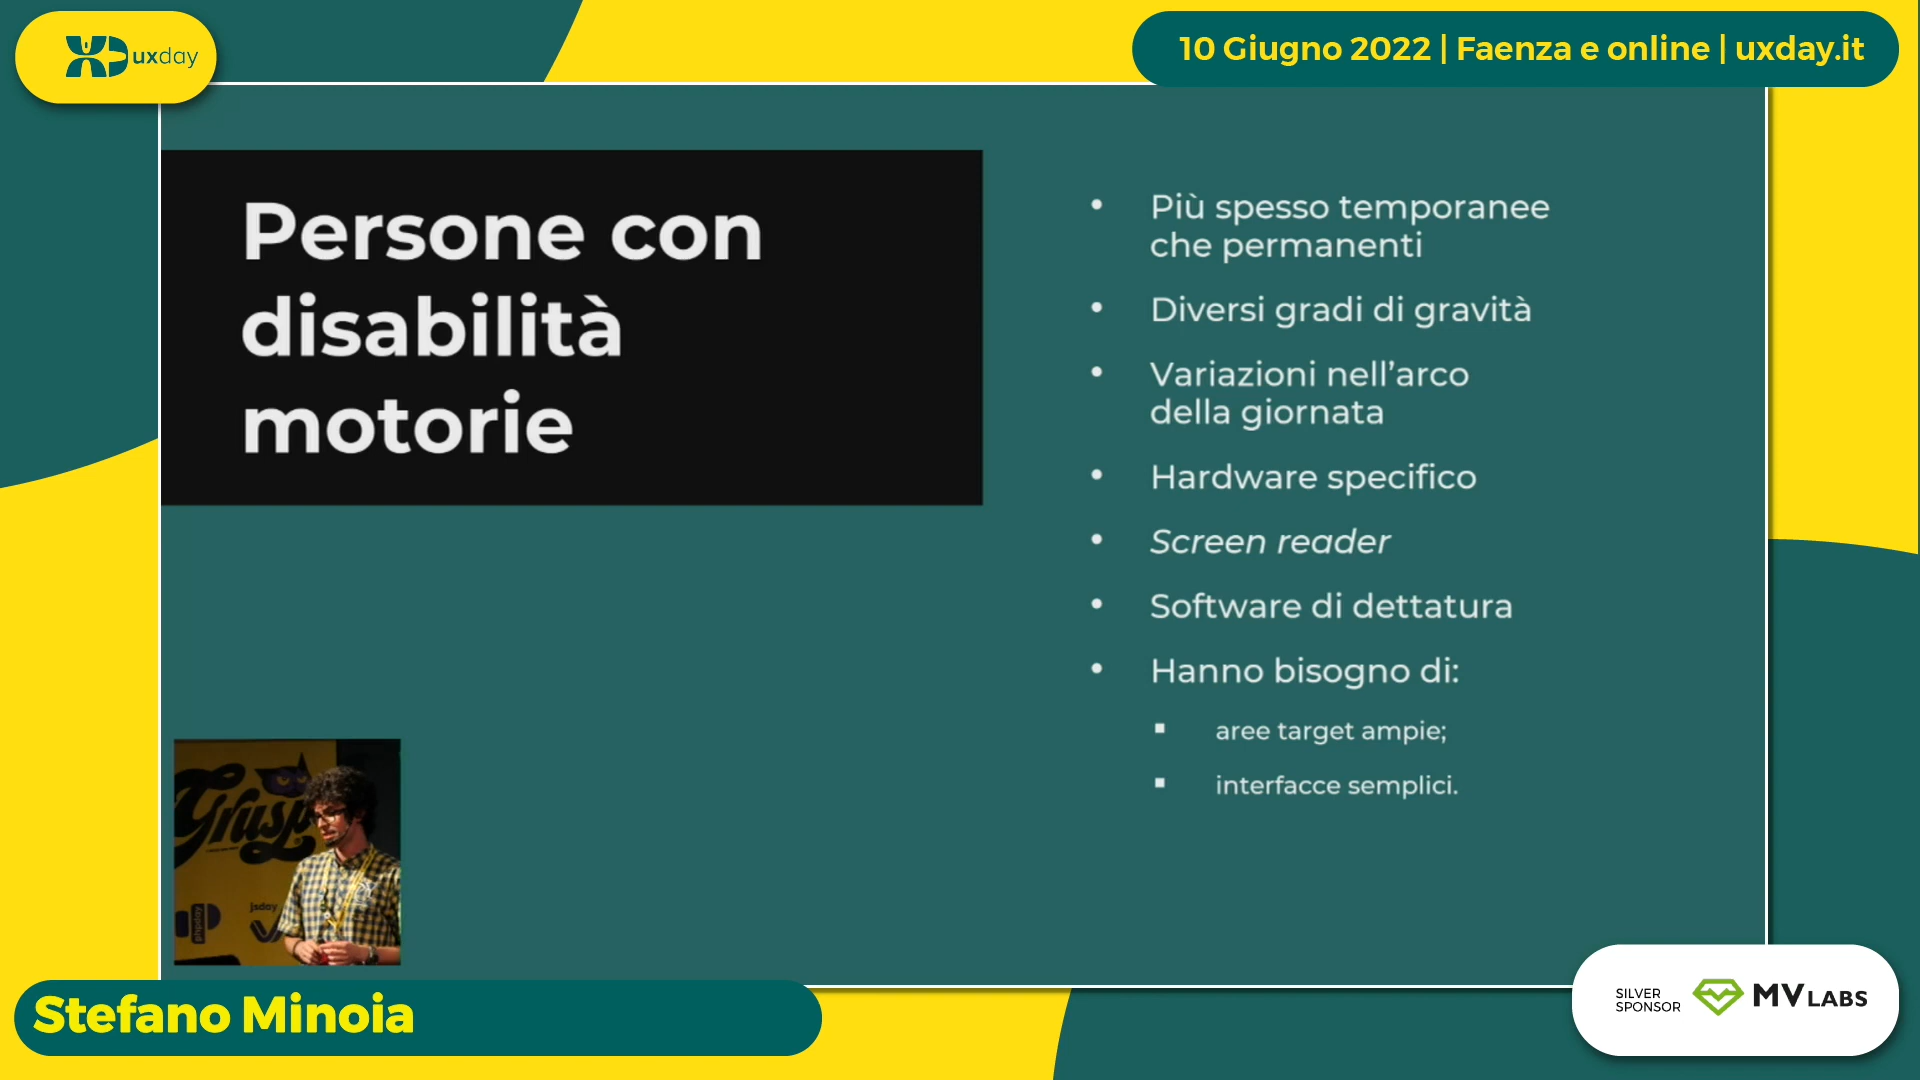 uxday
10 Giugno 2022 | Faenza e online | uxday.it
Persone con
disabilità
motorie
• Più spesso temporanee
che permanenti
• Diversi gradi di gravità
• Variazioni nell’arco
della giornata
• Hardware specifico
• Screen reader
• Software di dettatura
• Hanno bisogno di:
▪ aree target ampie;
▪ interfacce semplici.
Grusp
jsday
phpday
Stefano Minoia
SILVER
SPONSOR
MV LABS